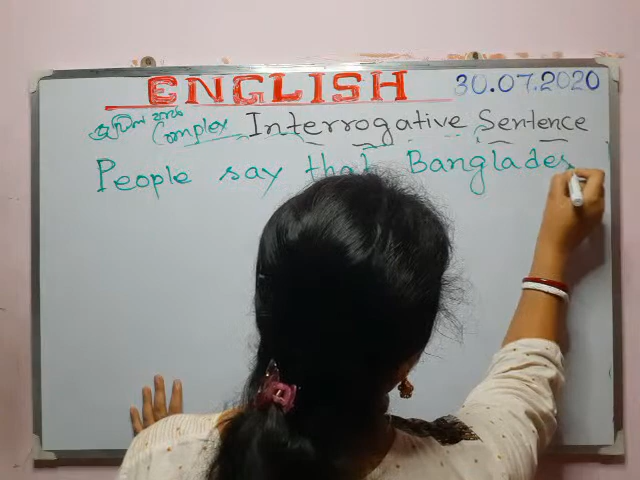 ENGLISH 30.07.2020
Complex Interrogative Sentence
People say that Banglades